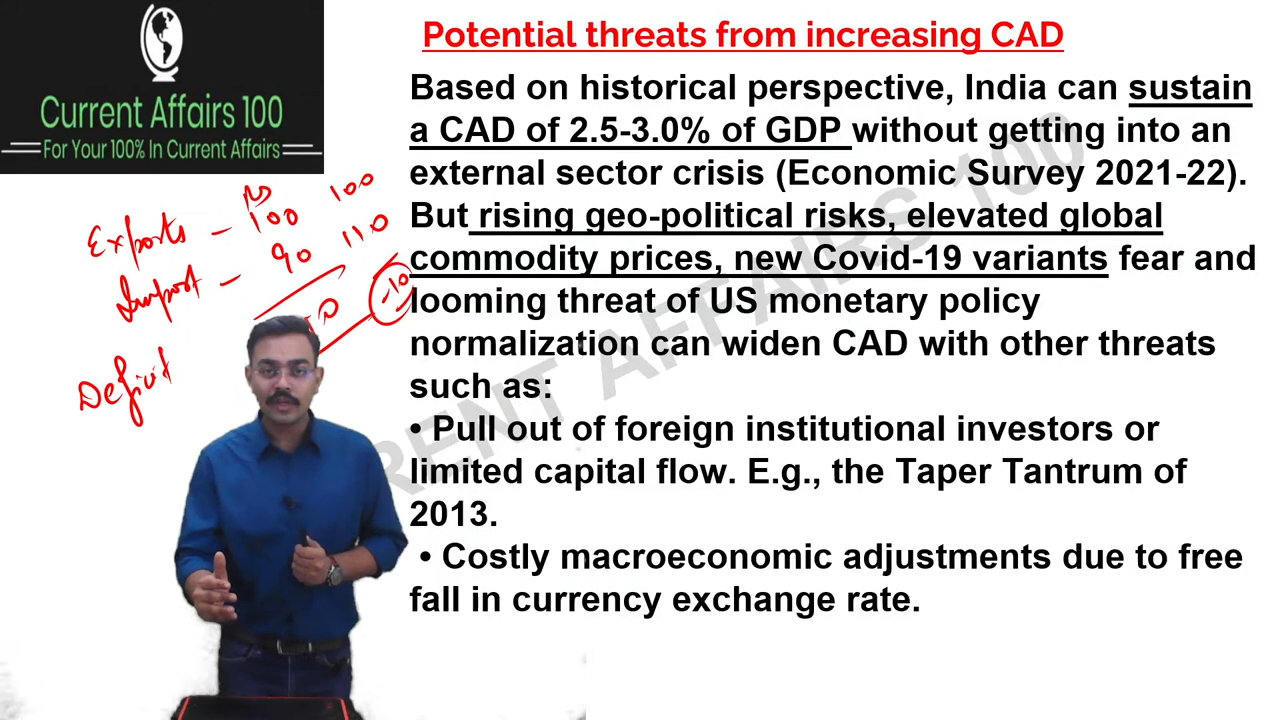 Current Affairs 100
For Your 100% In Current Affairs
Potential threats from increasing CAD
Based on historical perspective, India can sustain
a CAD of 2.5-3.0% of GDP without getting into an
external sector crisis (Economic Survey 2021-22).
But rising geo-political risks, elevated global
commodity prices, new Covid-19 variants fear and
looming threat of US monetary policy
normalization can widen CAD with other threats
such as:
• Pull out of foreign institutional investors or
limited capital flow. E.g., the Taper Tantrum of
2013.
• Costly macroeconomic adjustments due to free
fall in currency exchange rate.
Exports - 100 100
Import - 90 110
10 -10
Deficit
RENT AFFAIRS 100